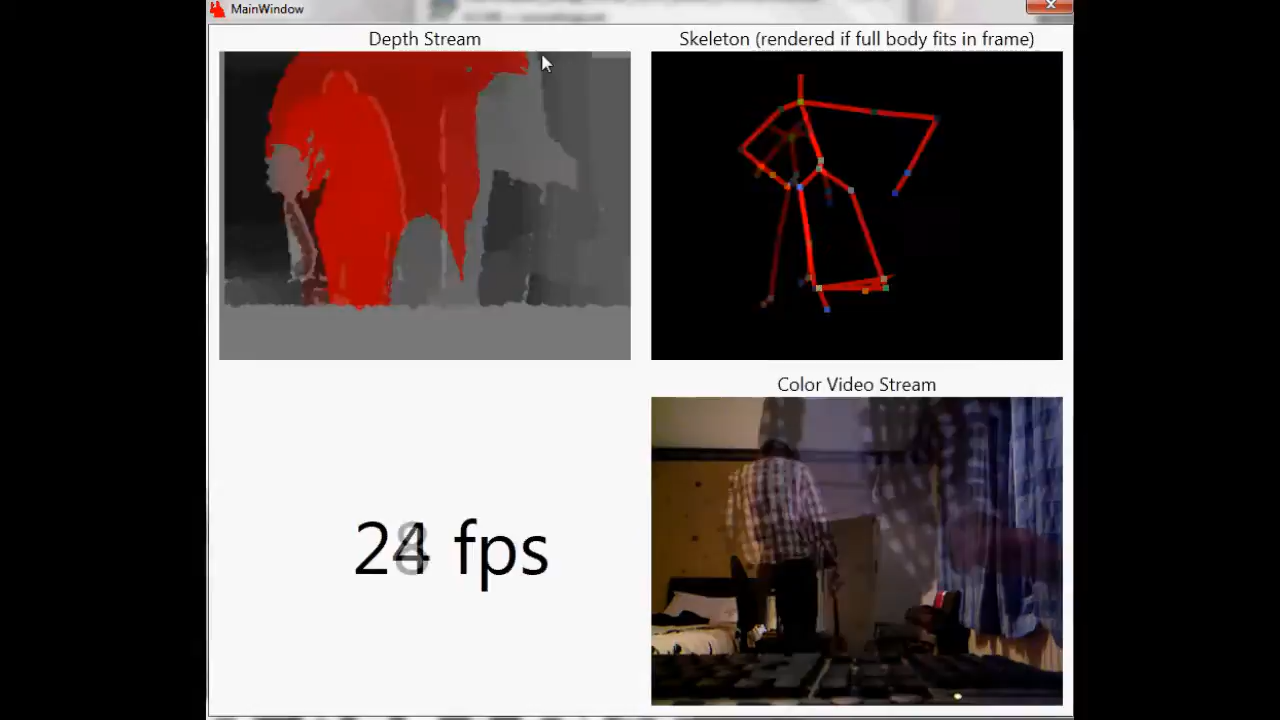 MainWindow
Depth Stream
Skeleton (rendered if full body fits in frame)
Color Video Stream
24 fps